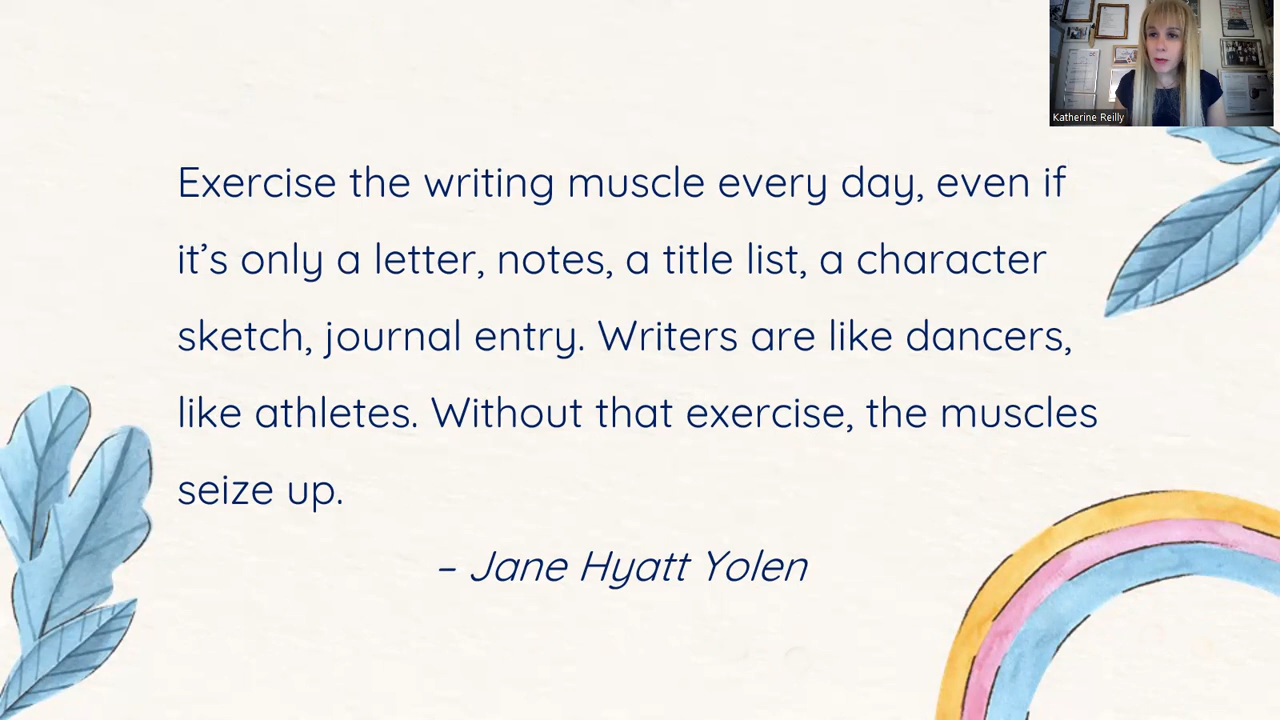 Katherine Reilly
Exercise the writing muscle every day, even if
it’s only a letter, notes, a title list, a character
sketch, journal entry. Writers are like dancers,
like athletes. Without that exercise, the muscles
seize up.
– Jane Hyatt Yolen